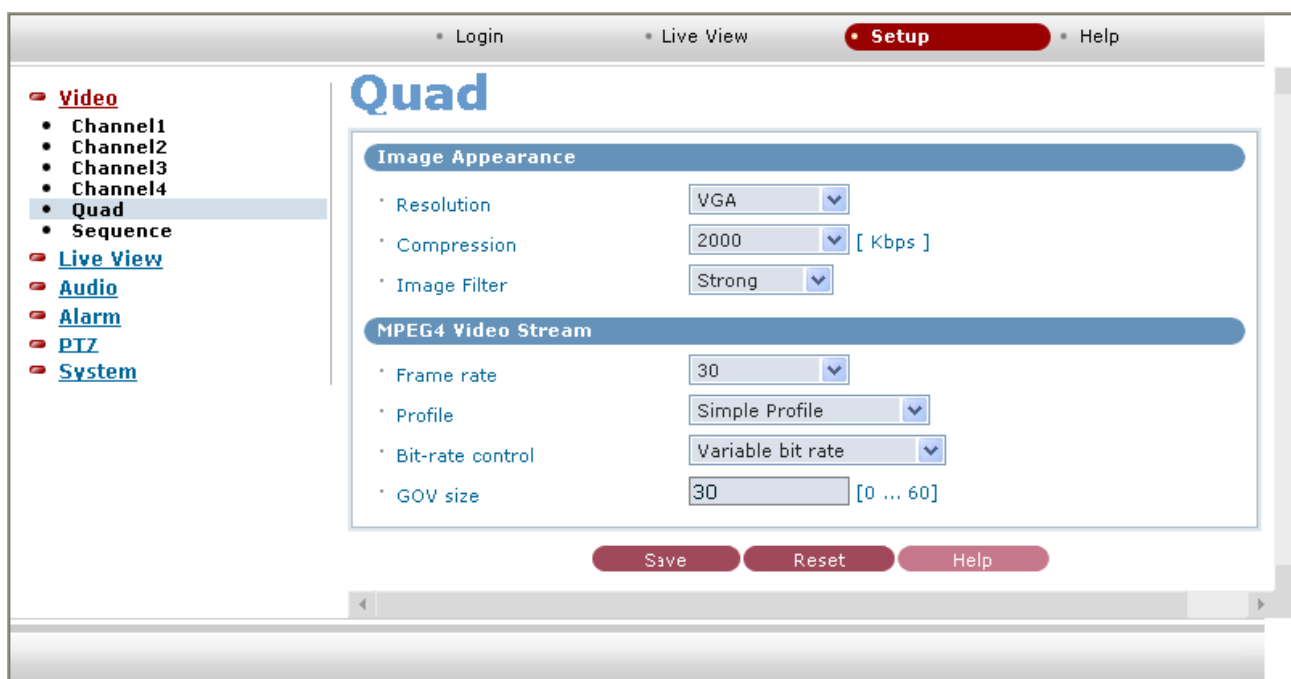 Login Live View Setup Help
Video
Channel1
Channel2
Channel3
Channel4
Quad
Sequence
Live View
Audio
Alarm
PTZ
System
Quad
Image Appearance
Resolution VGA
Compression 2000 [ Kbps ]
Image Filter Strong
MPEG4 Video Stream
Frame rate 30
Profile Simple Profile
Bit-rate control Variable bit rate
GOV size 30 [0 ... 60]
Save Reset Help